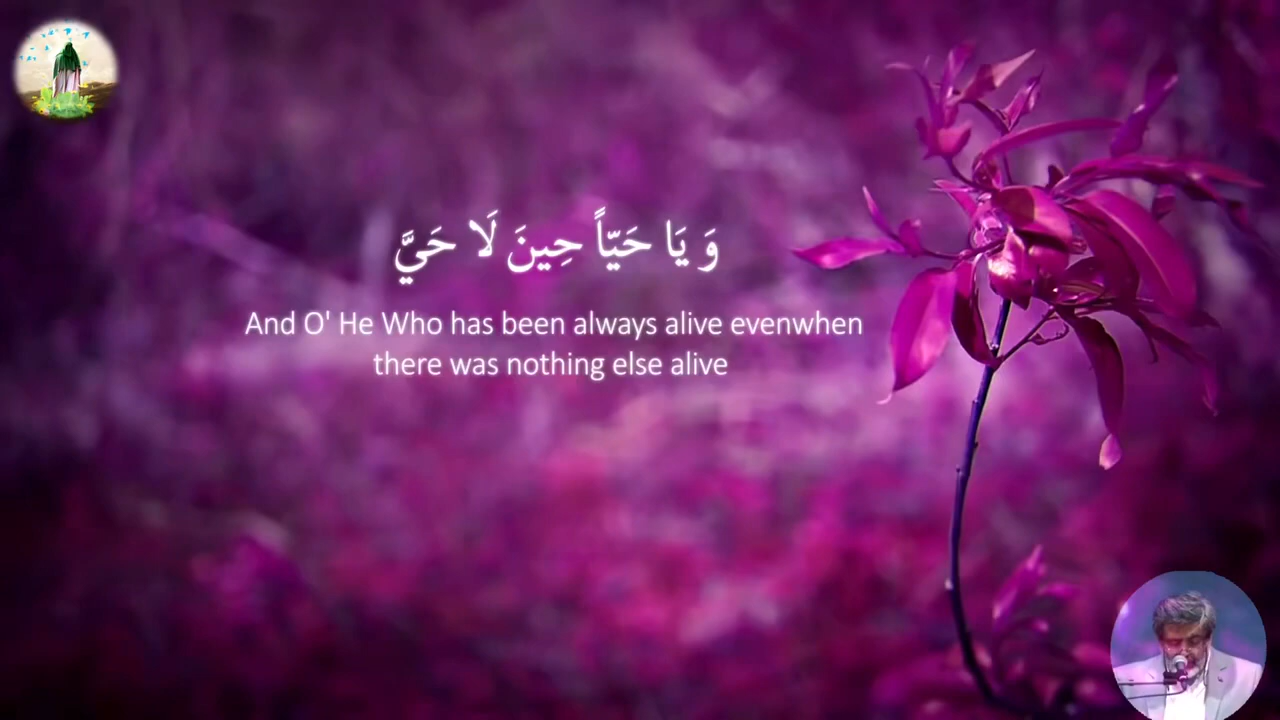 وَ يَا حَيّاً حِينَ لَا حَيَّ
And O' He Who has been always alive evenwhen
there was nothing else alive